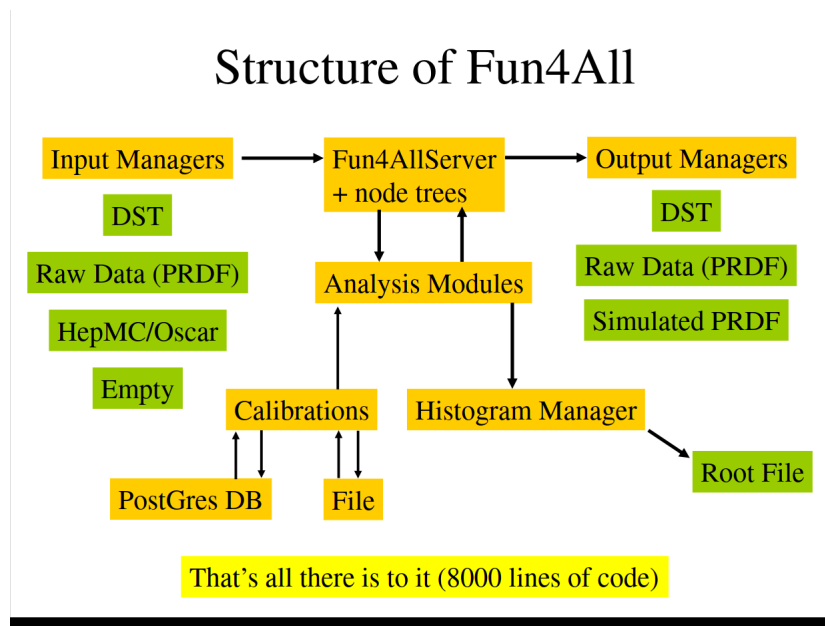 Structure of Fun4All
Input Managers
Fun4AllServer
+ node trees
Output Managers
DST
DST
Raw Data (PRDF)
Raw Data (PRDF)
Analysis Modules
HepMC/Oscar
Simulated PRDF
Empty
Calibrations
Histogram Manager
Root File
PostGres DB
File
That's all there is to it (8000 lines of code)